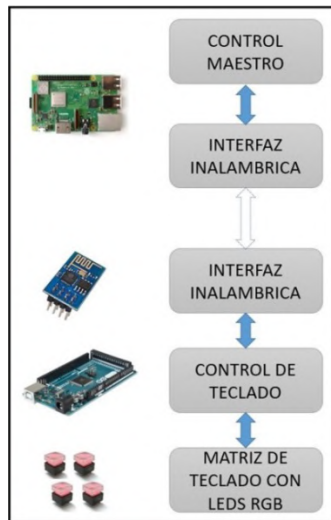 CONTROL
MAESTRO
INTERFAZ
INALAMBRICA
INTERFAZ
INALAMBRICA
CONTROL DE
TECLADO
MATRIZ DE
TECLADO CON
LEDS RGB